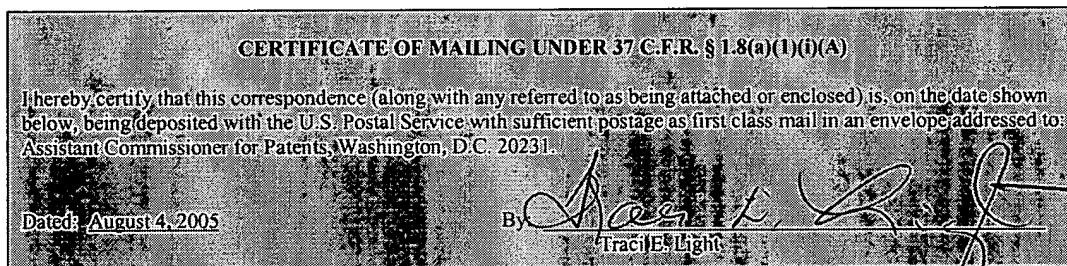 CERTIFICATE OF MAILING UNDER 37 C.F.R. § 1.8(a)(1)(i)(A)
I hereby certify that this correspondence (along with any referred to as being attached or enclosed) is, on the date shown
below, being deposited with the U.S. Postal Service with sufficient postage as first class mail in an envelope addressed to:
Assistant Commissioner for Patents, Washington, D.C. 20231.
Dated: August 4, 2005 By
Traci E. Light